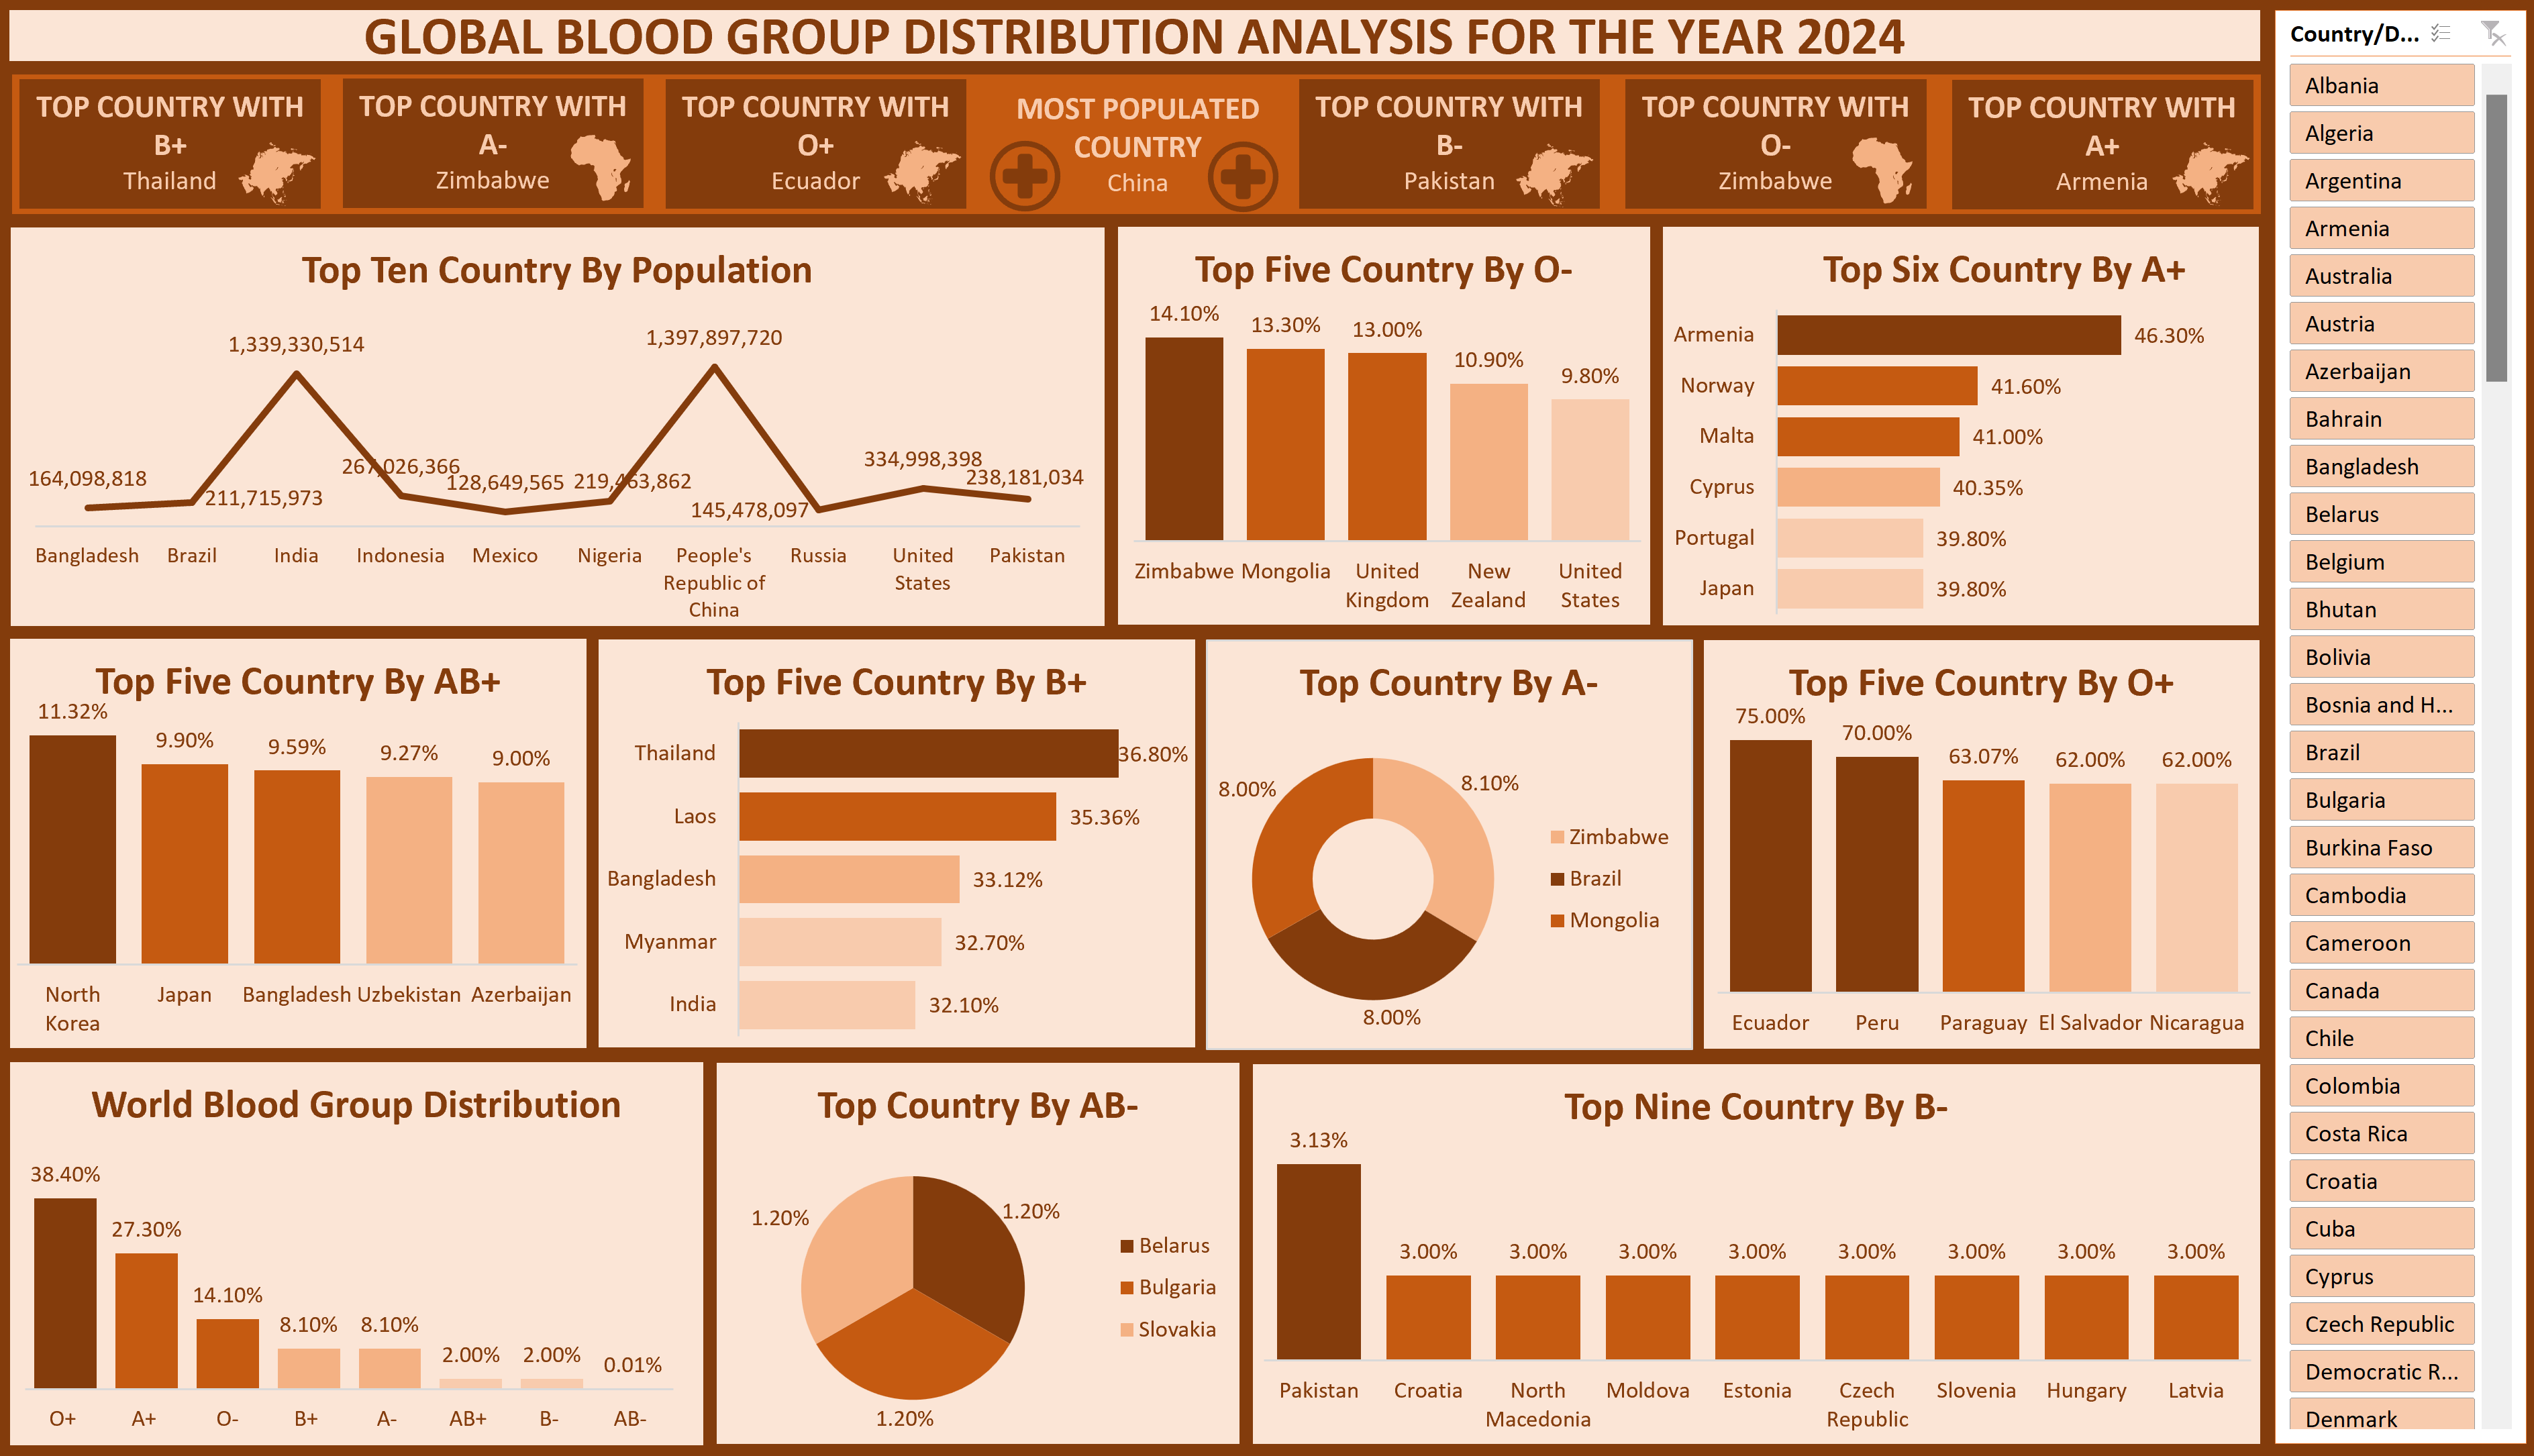 GLOBAL BLOOD GROUP DISTRIBUTION ANALYSIS FOR THE YEAR 2024
TOP COUNTRY WITH
B+
Thailand
TOP COUNTRY WITH
A-
Zimbabwe
TOP COUNTRY WITH
O+
Ecuador
MOST POPULATED
COUNTRY
China
TOP COUNTRY WITH
B-
Pakistan
TOP COUNTRY WITH
O-
Zimbabwe
TOP COUNTRY WITH
A+
Armenia
Top Ten Country By Population
164,098,818
211,715,973
1,339,330,514
267,026,366
128,649,565
219,463,862
1,397,897,720
145,478,097
334,998,398
238,181,034
Bangladesh
Brazil
India
Indonesia
Mexico
Nigeria
People's
Republic of
China
Russia
United
States
Pakistan
Top Five Country By O-
14.10%
13.30%
13.00%
10.90%
9.80%
Zimbabwe
Mongolia
United
Kingdom
New
Zealand
United
States
Top Six Country By A+
Armenia 46.30%
Norway 41.60%
Malta 41.00%
Cyprus 40.35%
Portugal 39.80%
Japan 39.80%
Top Five Country By AB+
11.32%
9.90%
9.59%
9.27%
9.00%
North
Korea
Japan
Bangladesh
Uzbekistan
Azerbaijan
Top Five Country By B+
Thailand 36.80%
Laos 35.36%
Bangladesh 33.12%
Myanmar 32.70%
India 32.10%
Top Country By A-
8.00%
8.10%
8.00%
Zimbabwe
Brazil
Mongolia
Top Five Country By O+
75.00%
70.00%
63.07%
62.00%
62.00%
Ecuador
Peru
Paraguay
El Salvador
Nicaragua
World Blood Group Distribution
38.40%
27.30%
14.10%
8.10%
8.10%
2.00%
2.00%
0.01%
O+
A+
O-
B+
A-
AB+
B-
AB-
Top Country By AB-
1.20%
1.20%
1.20%
Belarus
Bulgaria
Slovakia
Top Nine Country By B-
3.13%
3.00%
3.00%
3.00%
3.00%
3.00%
3.00%
3.00%
3.00%
Pakistan
Croatia
North
Macedonia
Moldova
Estonia
Czech
Republic
Slovenia
Hungary
Latvia
Country/D...
Albania
Algeria
Argentina
Armenia
Australia
Austria
Azerbaijan
Bahrain
Bangladesh
Belarus
Belgium
Bhutan
Bolivia
Bosnia and H...
Brazil
Bulgaria
Burkina Faso
Cambodia
Cameroon
Canada
Chile
Colombia
Costa Rica
Croatia
Cuba
Cyprus
Czech Republic
Democratic R...
Denmark